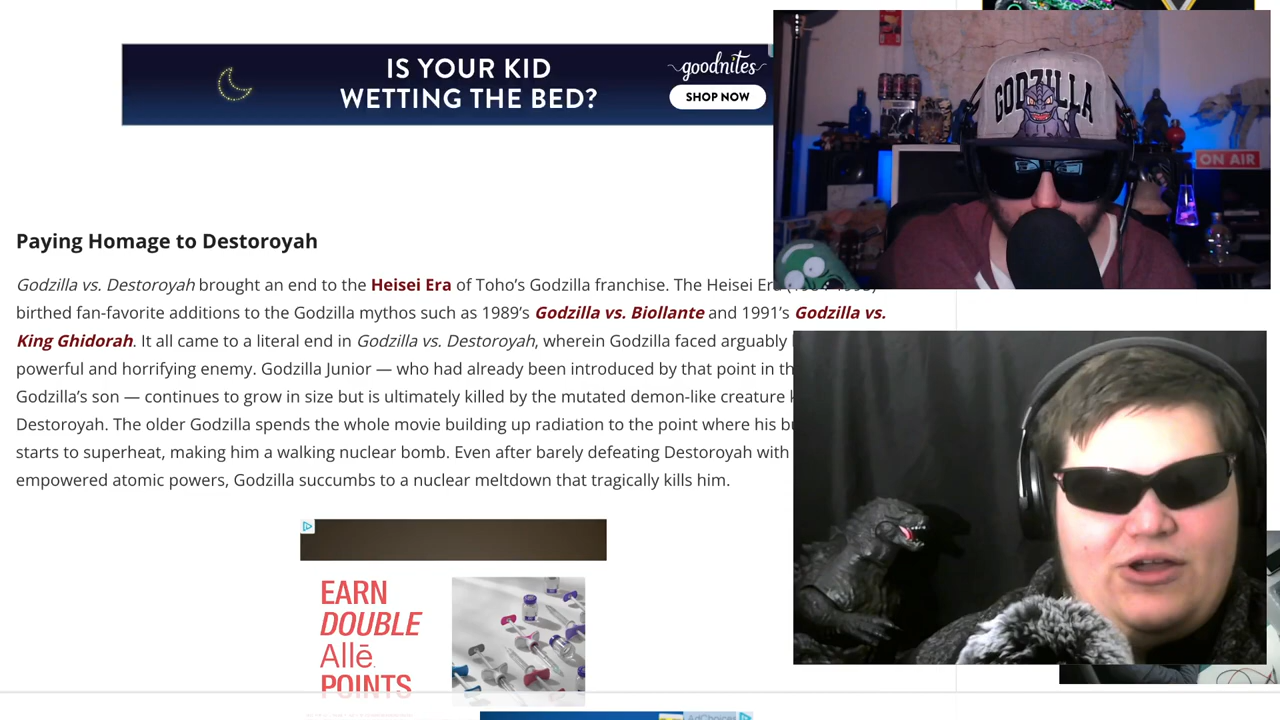 IS YOUR KID
WETTING THE BED?
goodnites
SHOP NOW
GODZILLA
ON AIR
Paying Homage to Destoroyah
Godzilla vs. Destoroyah brought an end to the Heisei Era of Toho’s Godzilla franchise. The Heisei Era
birthed fan-favorite additions to the Godzilla mythos such as 1989’s Godzilla vs. Biollante and 1991’s Godzilla vs.
King Ghidorah. It all came to a literal end in Godzilla vs. Destoroyah, wherein Godzilla faced arguably
powerful and horrifying enemy. Godzilla Junior — who had already been introduced by that point in th
Godzilla’s son — continues to grow in size but is ultimately killed by the mutated demon-like creature
Destoroyah. The older Godzilla spends the whole movie building up radiation to the point where his
starts to superheat, making him a walking nuclear bomb. Even after barely defeating Destoroyah with
empowered atomic powers, Godzilla succumbs to a nuclear meltdown that tragically kills him.
EARN
DOUBLE
Allē
POINTS
AdChoices